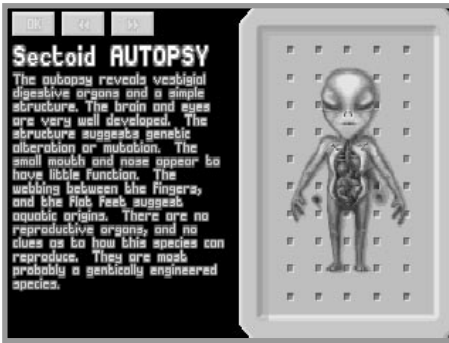 OK << >>
Sectoid AUTOPSY
The autopsy reveals vestigial
digestive organs and a simple
structure. The brain and eyes
are very well developed. The
structure suggests genetic
alteration or mutation. The
small mouth and nose appear to
have little function. The
webbing between the fingers,
and the flat feet suggest
aquatic origins. There are no
reproductive organs, and no
clues as to how this species can
reproduce. They are most
probably a gentically engineered
species.